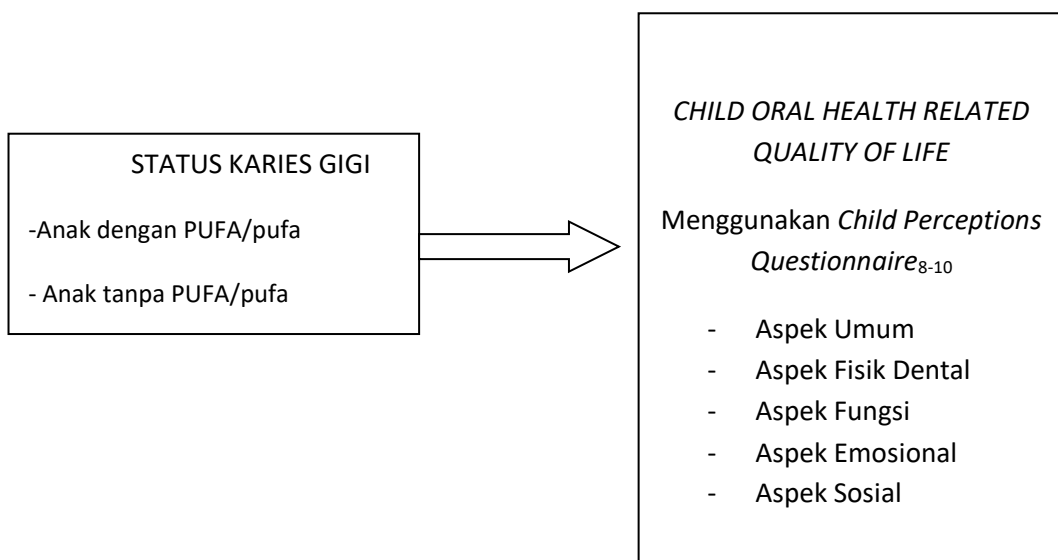 STATUS KARIES GIGI
-Anak dengan PUFA/pufa
- Anak tanpa PUFA/pufa
CHILD ORAL HEALTH RELATED
QUALITY OF LIFE
Menggunakan Child Perceptions
Questionnaire8-10
- Aspek Umum
- Aspek Fisik Dental
- Aspek Fungsi
- Aspek Emosional
- Aspek Sosial